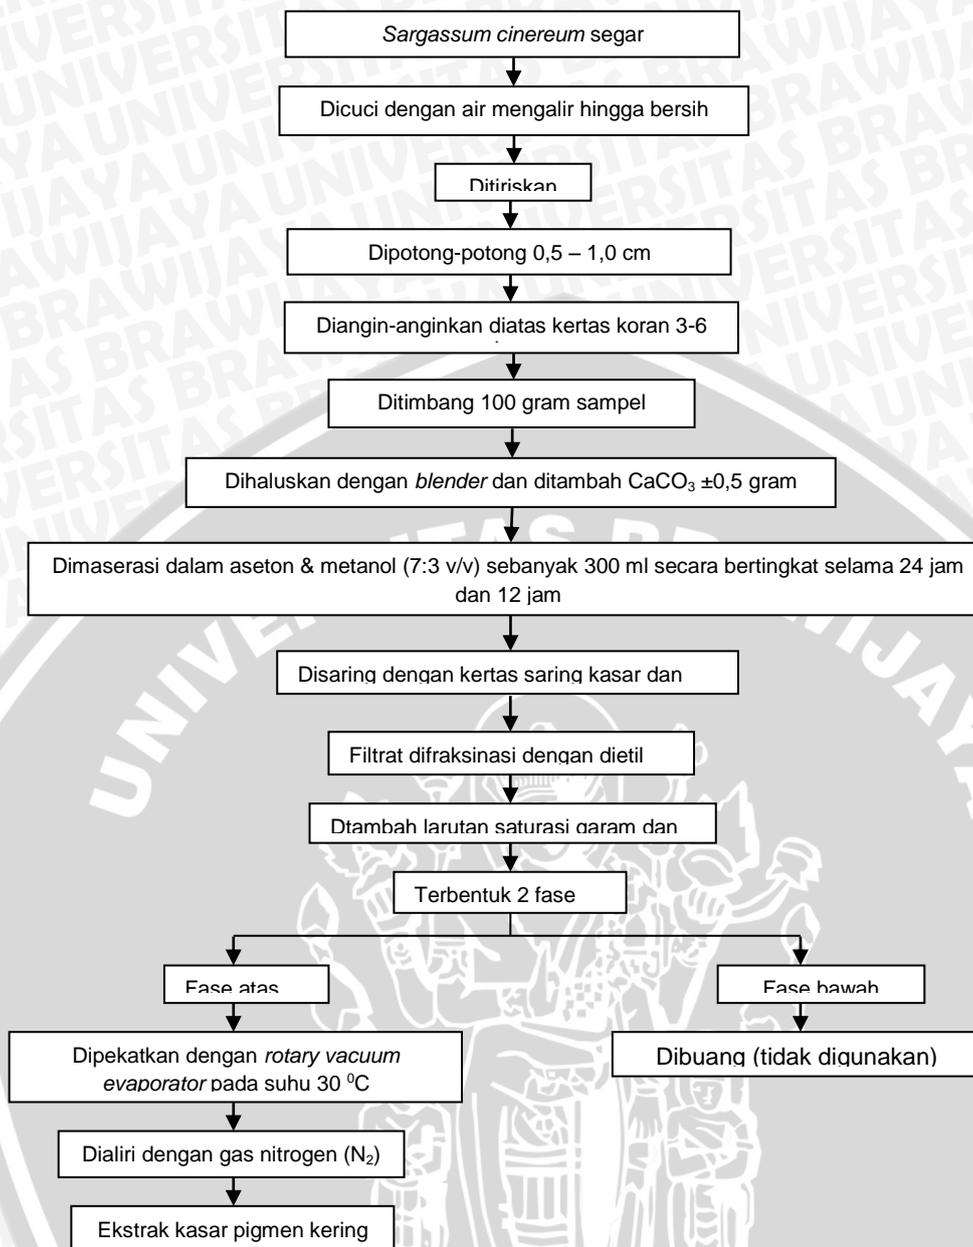 Sargassum cinereum segar
Dicuci dengan air mengalir hingga bersih
Ditiriskan
Dipotong-potong 0,5 – 1,0 cm
Diangin-anginkan diatas kertas koran 3-6
Ditimbang 100 gram sampel
Dihaluskan dengan blender dan ditambah CaCO₃ ±0,5 gram
Dimaserasi dalam aseton & metanol (7:3 v/v) sebanyak 300 ml secara bertingkat selama 24 jam
dan 12 jam
Disaring dengan kertas saring kasar dan
Filtrat difraksinasi dengan dietil
Dtambah larutan saturasi garam dan
Terbentuk 2 fase
Fase atas
Fase bawah
Dipekatkan dengan rotary vacuum
evaporator pada suhu 30 ⁰C
Dibuang (tidak digunakan)
Dialiri dengan gas nitrogen (N₂)
Ekstrak kasar pigmen kering